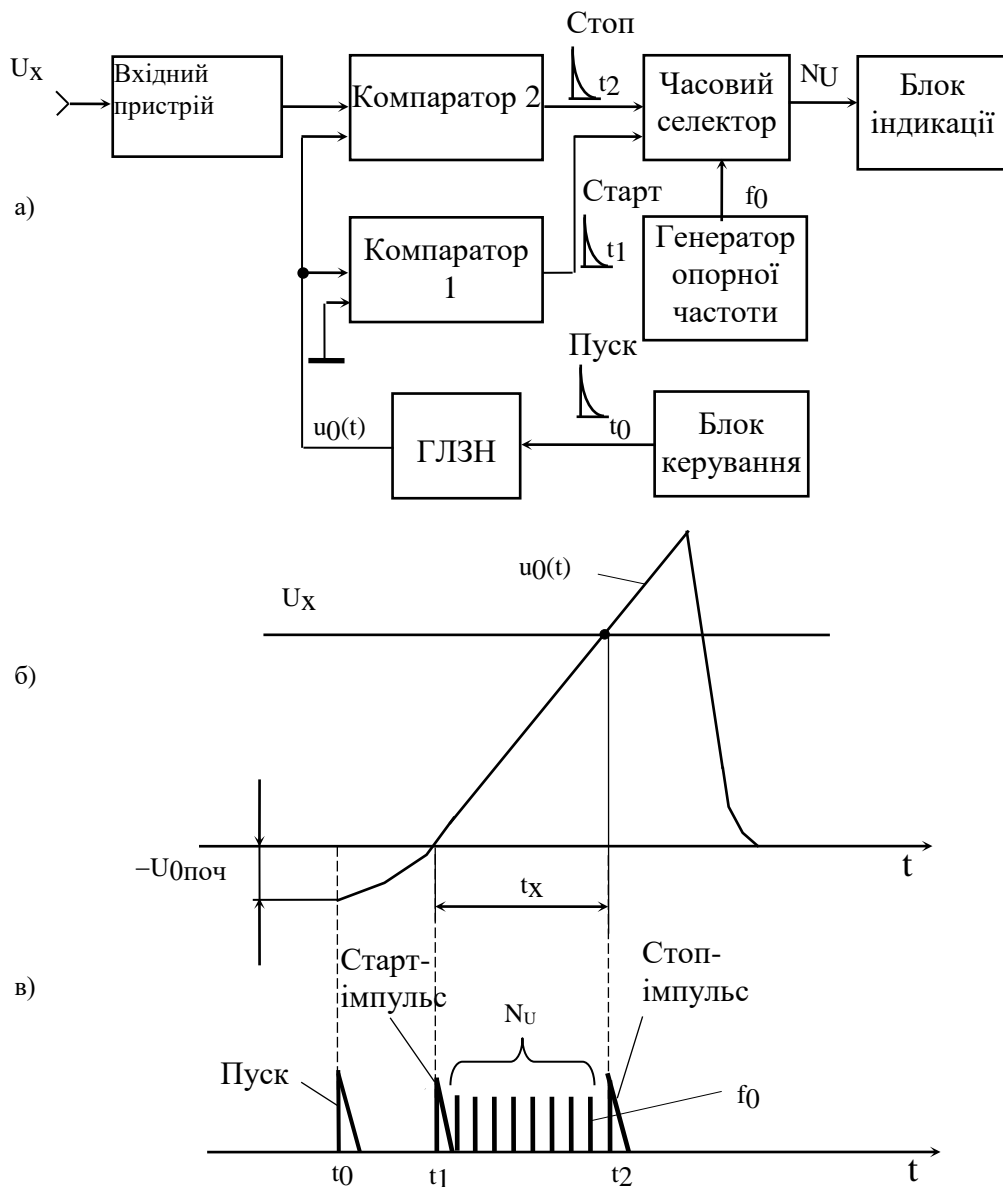 Стоп
Ux
Вхідний
пристрій
Компаратор 2
t2
Часовий
селектор
NU
Блок
індикації
а)
Старт
f0
Компаратор
1
t1
Генератор
опорної
частоти
Пуск
u0(t)
ГЛЗН
t0
Блок
керування
u0(t)
UX
б)
−U0поч
t
tx
в)
Старт-
імпульс
Стоп-
імпульс
NU
Пуск
f0
t0
t1
t2
t